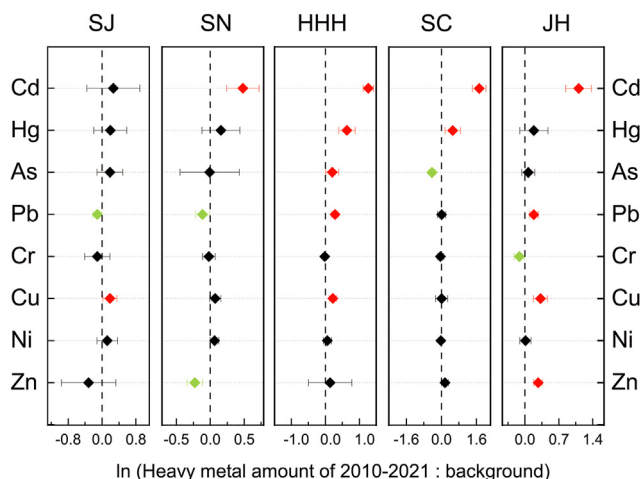 SJ SN HHH SC JH
Cd Cd
Hg Hg
As As
Pb Pb
Cr Cr
Cu Cu
Ni Ni
Zn Zn
-0.8 0.0 0.8 -0.5 0.0 0.5 -1.0 0.0 1.0 -1.6 0.0 1.6 0.0 0.7 1.4
ln (Heavy metal amount of 2010-2021 : background)